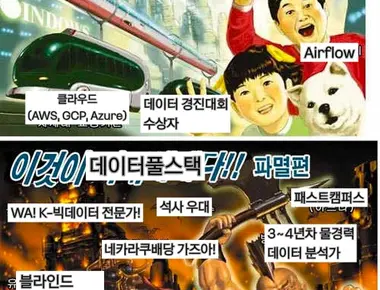 INDOWS
Airflow
클라우드
(AWS, GCP, Azure)
데이터 경진대회
수상자
이것이 데이터풀스택 다!! 파멸편
WA! K-빅데이터 전문가!
석사 우대
패스트캠퍼스
네카라쿠배당 가즈아!
3~4년차 물경력
데이터 분석가
블라인드